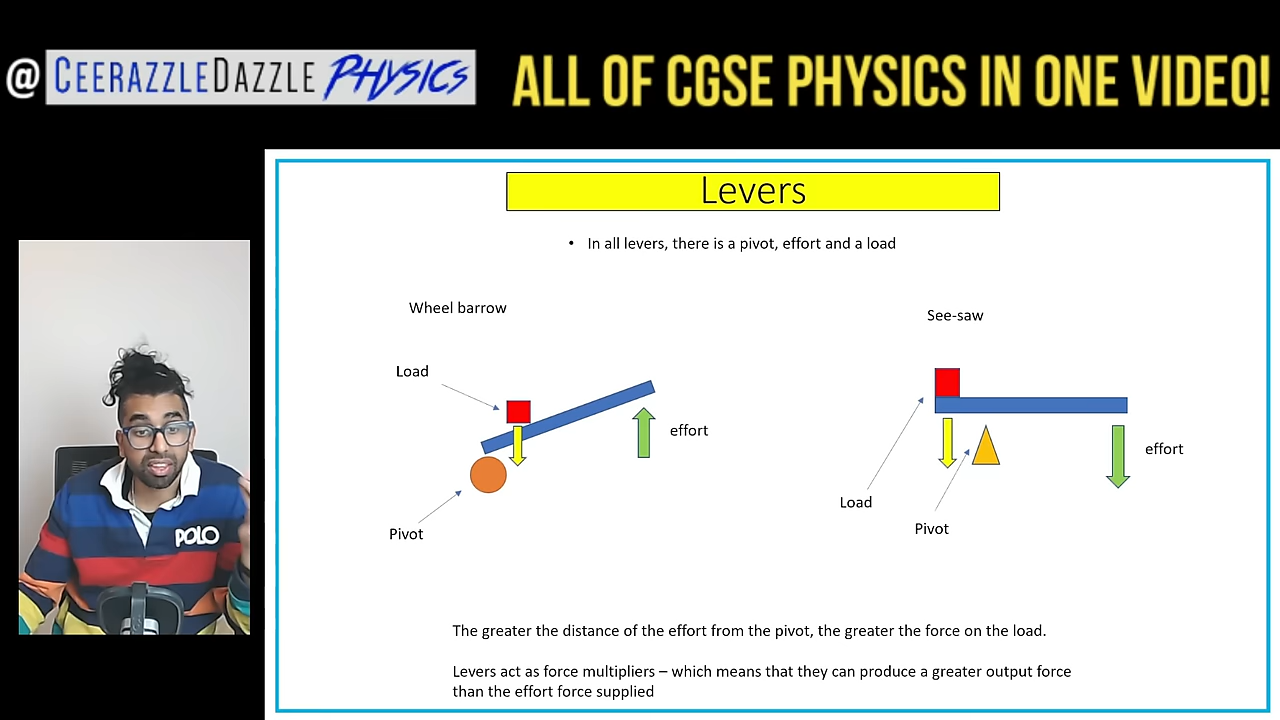 @CEERAZZLEDAZZLE PHYSICS
ALL OF CGSE PHYSICS IN ONE VIDEO!
Levers
• In all levers, there is a pivot, effort and a load
Wheel barrow
See-saw
Load
effort
Pivot
effort
Load
Pivot
POLO
The greater the distance of the effort from the pivot, the greater the force on the load.
Levers act as force multipliers – which means that they can produce a greater output force
than the effort force supplied